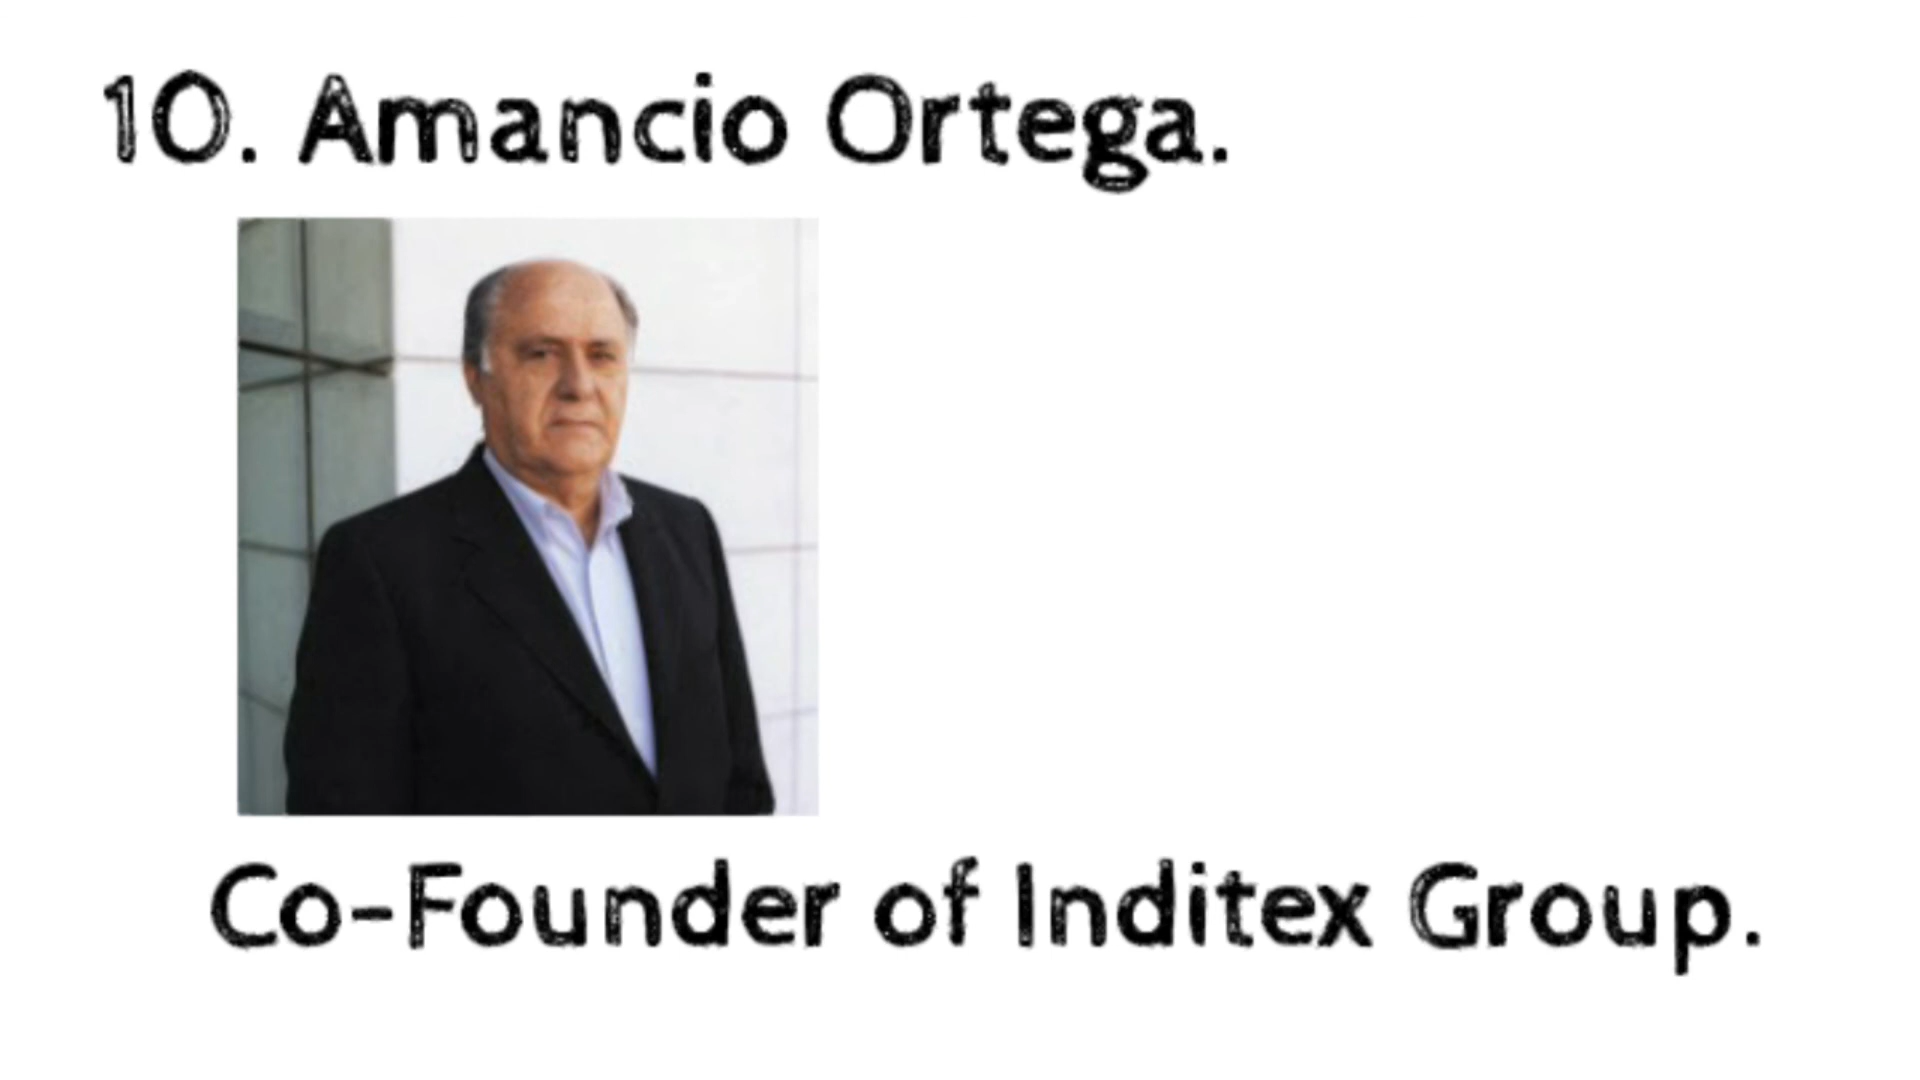 10. Amancio Ortega.
Co-Founder of Inditex Group.